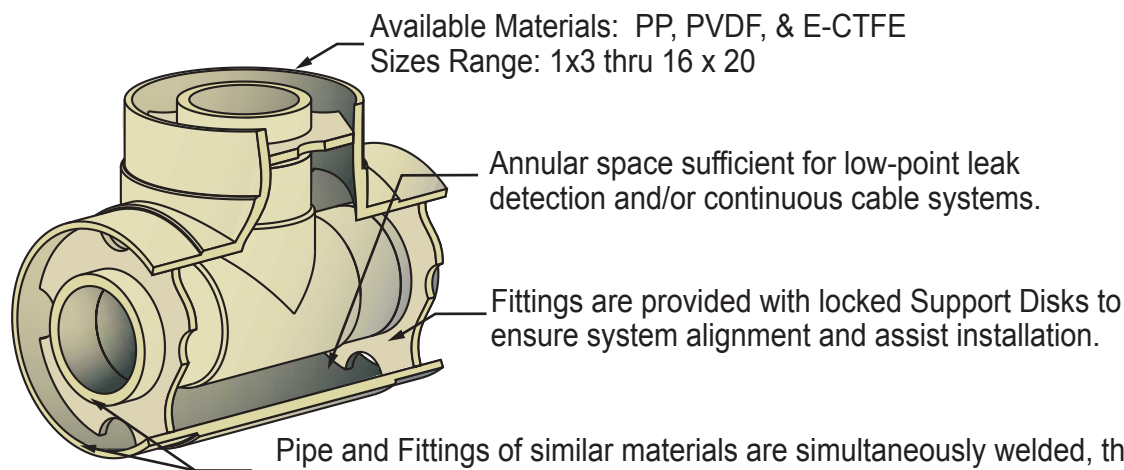 Available Materials:  PP, PVDF, & E-CTFE
Sizes Range: 1x3 thru 16 x 20
Annular space sufficient for low-point leak
detection and/or continuous cable systems.
Fittings are provided with locked Support Disks to
ensure system alignment and assist installation.
Pipe and Fittings of similar materials are simultaneously welded, th